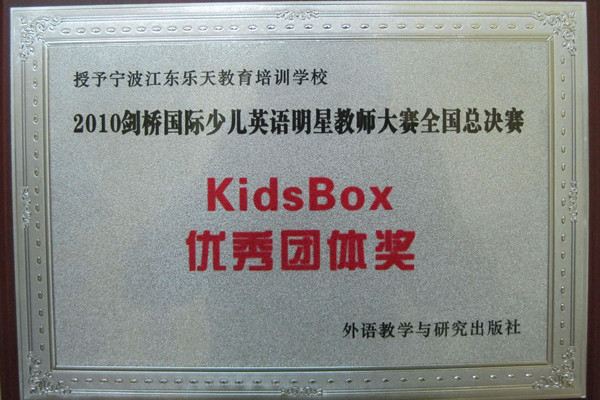 授予宁波江东乐天教育培训学校
2010剑桥国际少儿英语明星教师大赛全国总决赛
KidsBox
优秀团体奖
外语教学与研究出版社